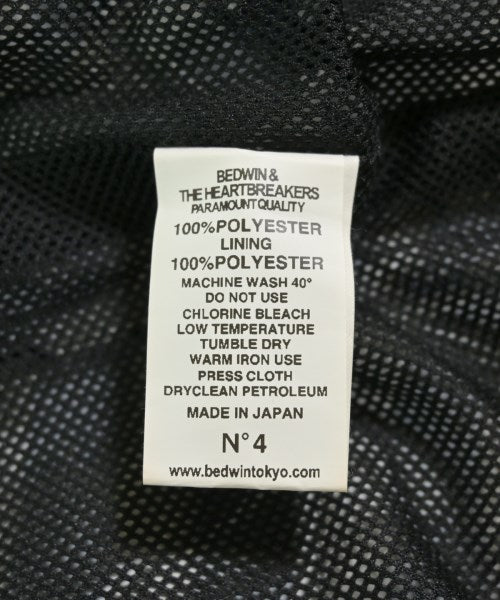 BEDWIN &
THE HEARTBREAKERS
PARAMOUNT QUALITY
100%POLYESTER
LINING
100%POLYESTER
MACHINE WASH 40°
DO NOT USE
CHLORINE BLEACH
LOW TEMPERATURE
TUMBLE DRY
WARM IRON USE
PRESS CLOTH
DRYCLEAN PETROLEUM
MADE IN JAPAN
N°4
www.bedwintokyo.com